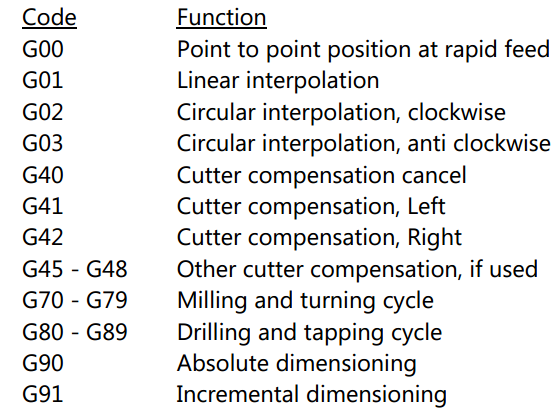 Code Function
G00 Point to point position at rapid feed
G01 Linear interpolation
G02 Circular interpolation, clockwise
G03 Circular interpolation, anti clockwise
G40 Cutter compensation cancel
G41 Cutter compensation, Left
G42 Cutter compensation, Right
G45 - G48 Other cutter compensation, if used
G70 - G79 Milling and turning cycle
G80 - G89 Drilling and tapping cycle
G90 Absolute dimensioning
G91 Incremental dimensioning